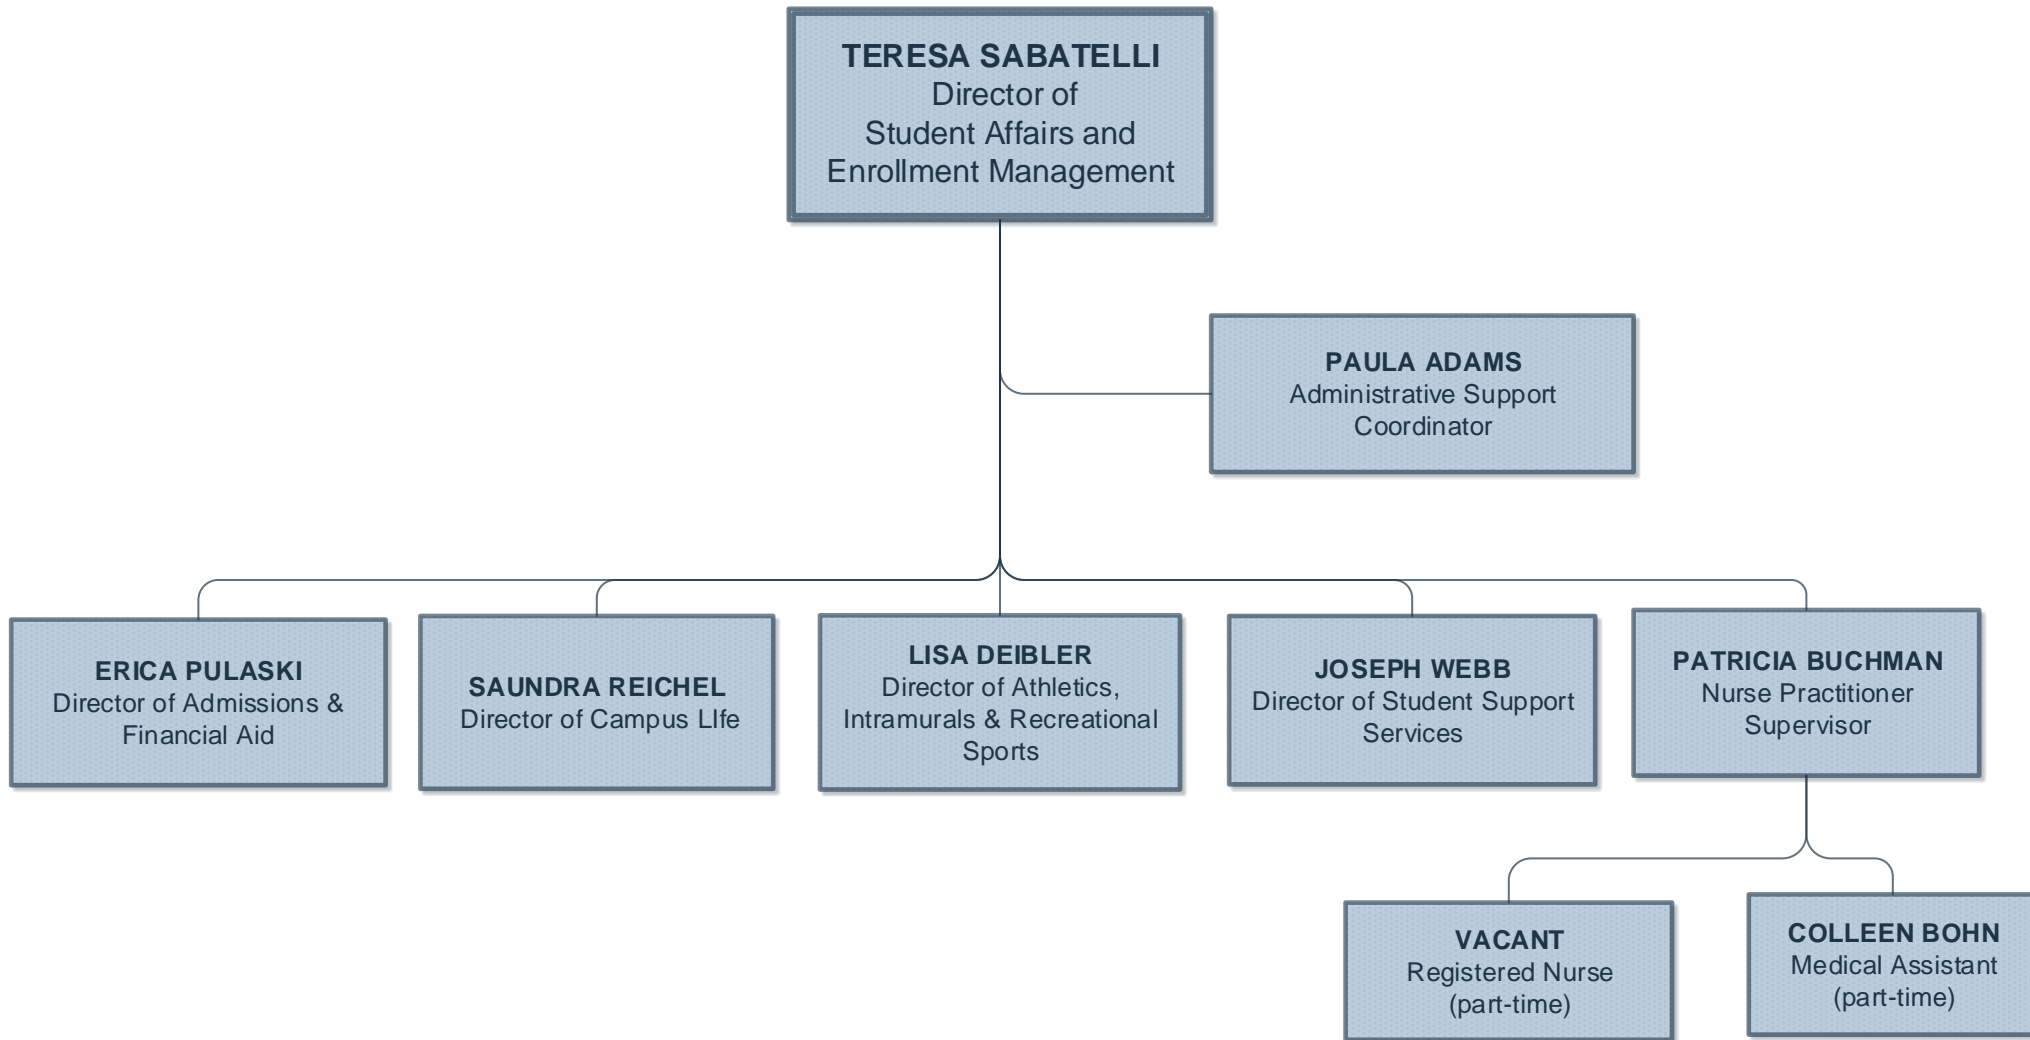 TERESA SABATELLI
Director of
Student Affairs and
Enrollment Management
PAULA ADAMS
Administrative Support
Coordinator
ERICA PULASKI
Director of Admissions &
Financial Aid
SAUNDRA REICHEL
Director of Campus LIfe
LISA DEIBLER
Director of Athletics,
Intramurals & Recreational
Sports
JOSEPH WEBB
Director of Student Support
Services
PATRICIA BUCHMAN
Nurse Practitioner
Supervisor
VACANT
Registered Nurse
(part-time)
COLLEEN BOHN
Medical Assistant
(part-time)